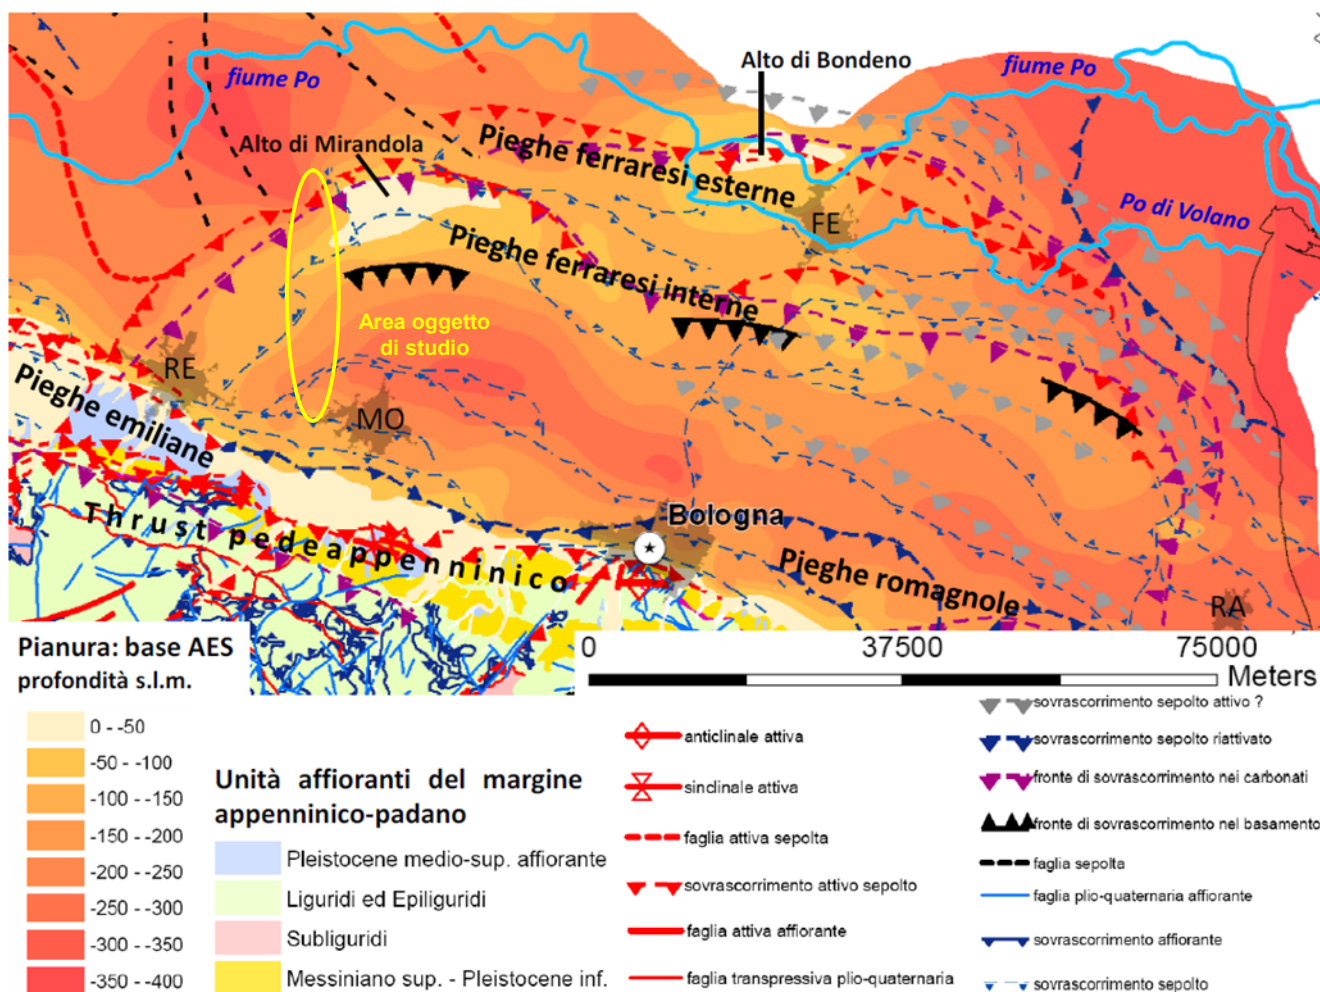 Alto di Bondeno
fiume Po
fiume Po
Alto di Mirandola
Pieghe ferraresi esterne
FE
Po di Volano
Pieghe ferraresi interne
Area oggetto
di studio
RE
MO
Pieghe emiliane
Bologna
Thrust pedeappenninico
Pieghe romagnole
RA
Pianura: base AES
profondità s.l.m.
0 37500 75000
Meters
0 - -50
-50 - -100
-100 - -150
-150 - -200
-200 - -250
-250 - -300
-300 - -350
-350 - -400
Unità affioranti del margine
appenninico-padano
Pleistocene medio-sup. affiorante
Liguridi ed Epiliguridi
Subliguridi
Messiniano sup. - Pleistocene inf.
anticlinale attiva
sinclinale attiva
faglia attiva sepolta
sovrascorrimento attivo sepolto
faglia attiva affiorante
faglia transpressiva plio-quaternaria
sovrascorrimento sepolto attivo ?
sovrascorrimento sepolto riattivato
fronte di sovrascorrimento nei carbonati
fronte di sovrascorrimento nel basamento
faglia sepolta
faglia plio-quaternaria affiorante
sovrascorrimento affiorante
sovrascorrimento sepolto